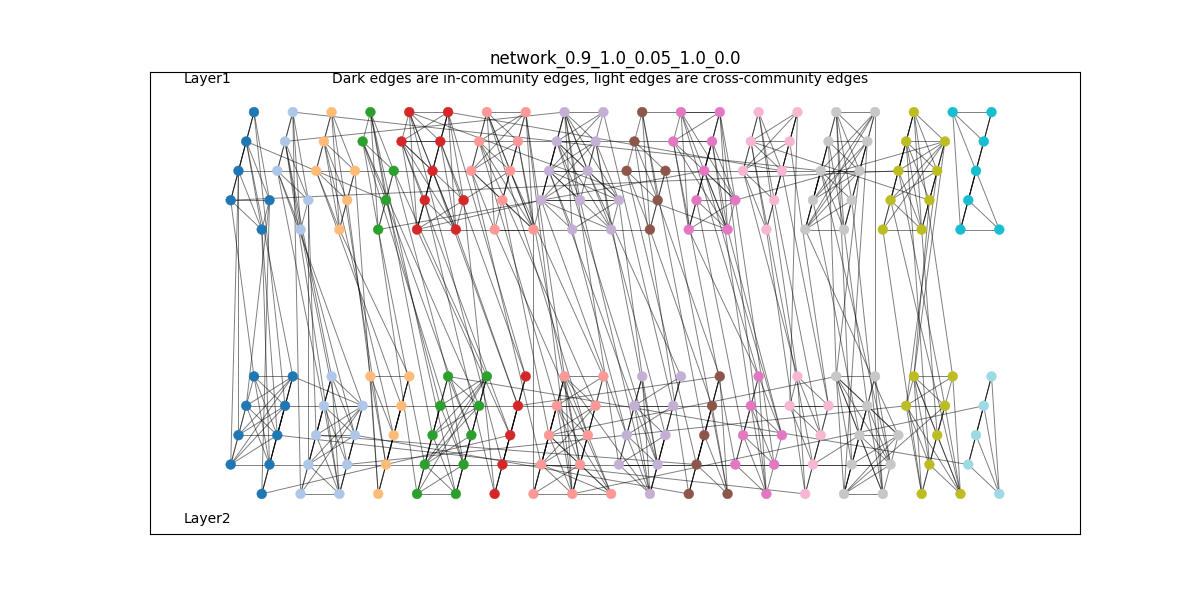 network_0.9_1.0_0.05_1.0_0.0
Layer1
Dark edges are in-community edges, light edges are cross-community edges
Layer2